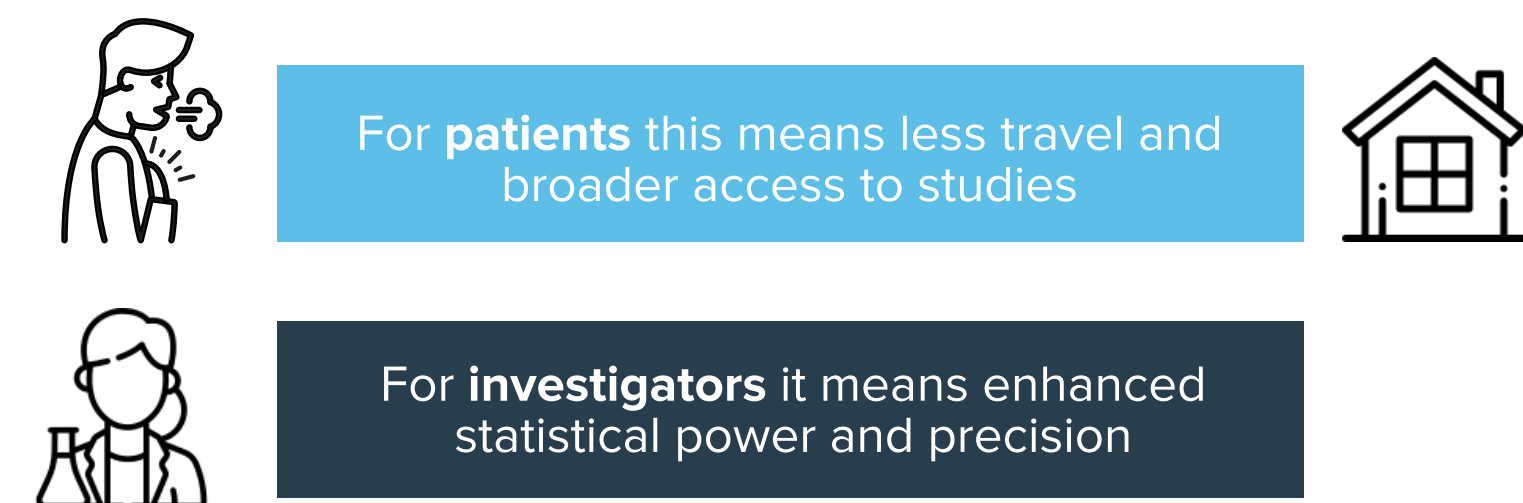 For patients this means less travel and
broader access to studies
For investigators it means enhanced
statistical power and precision